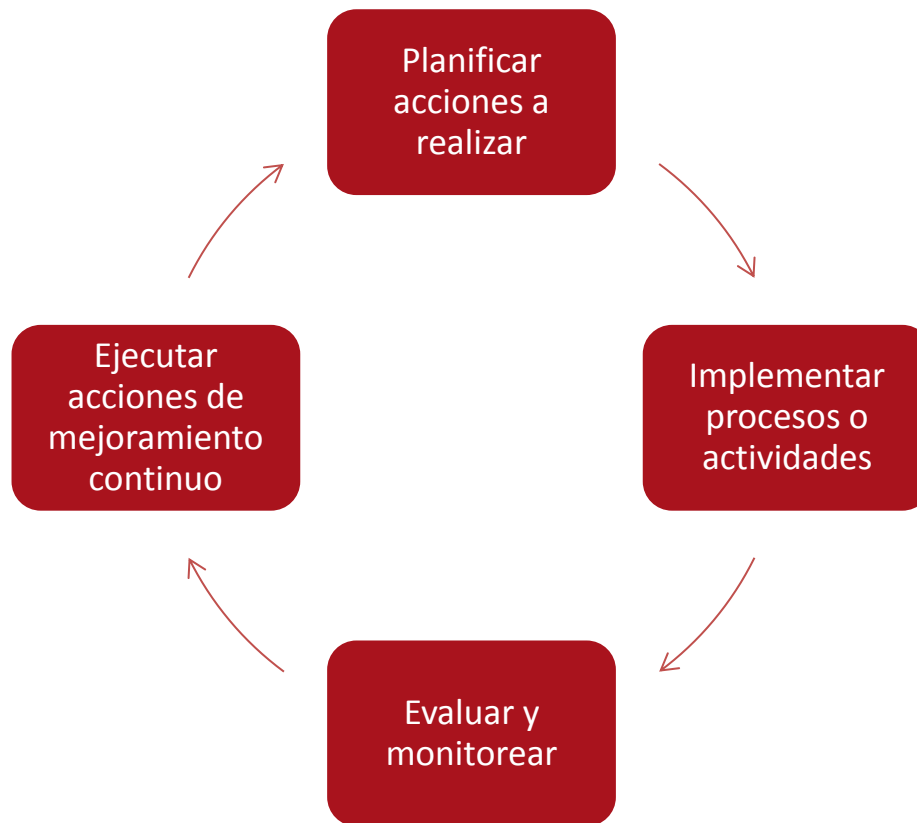 Planificar
acciones a
realizar
Implementar
procesos o
actividades
Evaluar y
monitorear
Ejecutar
acciones de
mejoramiento
continuo